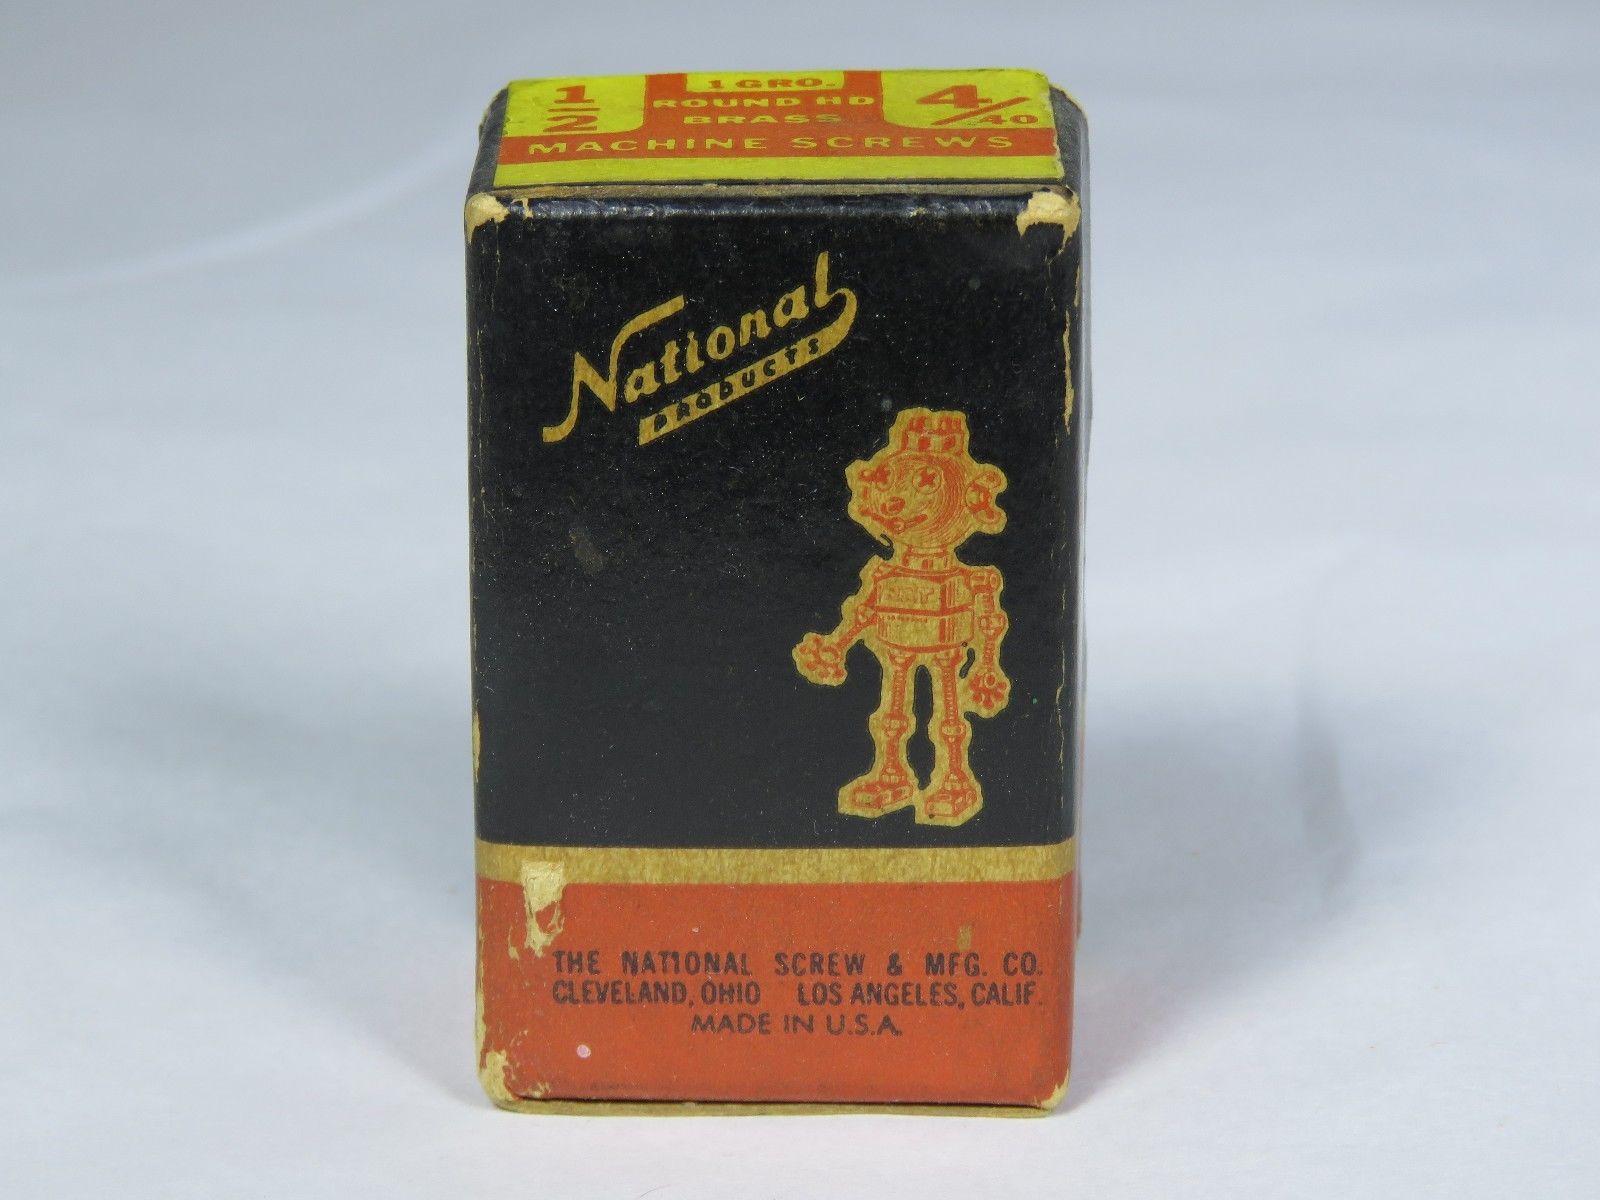 1 GRO.
1/2 ROUND HD 4/40
BRASS
MACHINE SCREWS
National
PRODUCTS
THE NATIONAL SCREW & MFG. CO.
CLEVELAND, OHIO LOS ANGELES, CALIF.
MADE IN U.S.A.